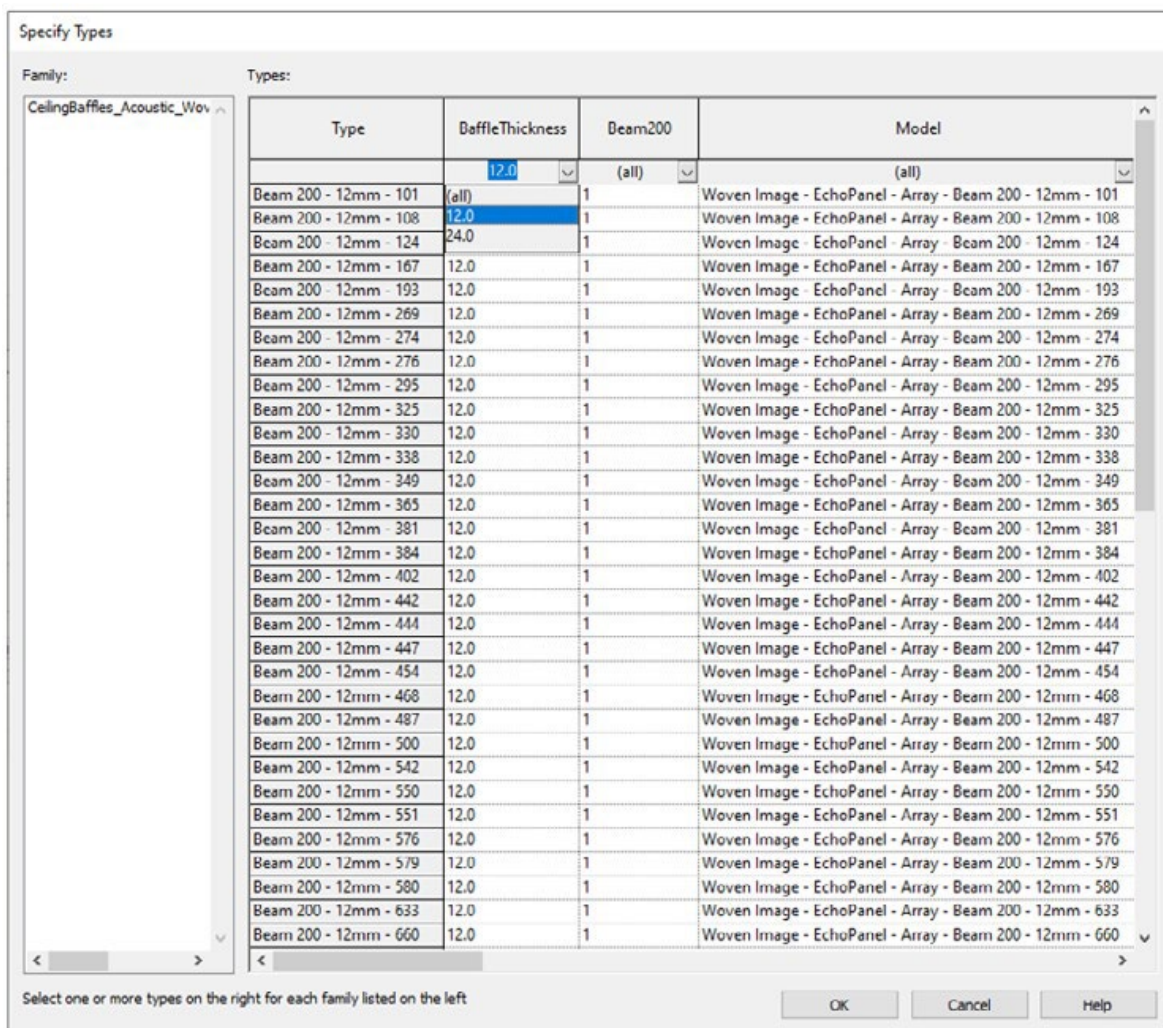 Specify Types
Family: Types:
CeilingBaffles_Acoustic_Wov
Type BaffleThickness Beam200 Model
12.0 (all) (all)
Beam 200 - 12mm - 101 (all) 1 Woven Image - EchoPanel - Array - Beam 200 - 12mm - 101
Beam 200 - 12mm - 108 12.0 1 Woven Image - EchoPanel - Array - Beam 200 - 12mm - 108
Beam 200 - 12mm - 124 24.0 1 Woven Image - EchoPanel - Array - Beam 200 - 12mm - 124
Beam 200 - 12mm - 167 12.0 1 Woven Image - EchoPanel - Array - Beam 200 - 12mm - 167
Beam 200 - 12mm - 193 12.0 1 Woven Image - EchoPanel - Array - Beam 200 - 12mm - 193
Beam 200 - 12mm - 269 12.0 1 Woven Image - EchoPanel - Array - Beam 200 - 12mm - 269
Beam 200 - 12mm - 274 12.0 1 Woven Image - EchoPanel - Array - Beam 200 - 12mm - 274
Beam 200 - 12mm - 276 12.0 1 Woven Image - EchoPanel - Array - Beam 200 - 12mm - 276
Beam 200 - 12mm - 295 12.0 1 Woven Image - EchoPanel - Array - Beam 200 - 12mm - 295
Beam 200 - 12mm - 325 12.0 1 Woven Image - EchoPanel - Array - Beam 200 - 12mm - 325
Beam 200 - 12mm - 330 12.0 1 Woven Image - EchoPanel - Array - Beam 200 - 12mm - 330
Beam 200 - 12mm - 338 12.0 1 Woven Image - EchoPanel - Array - Beam 200 - 12mm - 338
Beam 200 - 12mm - 349 12.0 1 Woven Image - EchoPanel - Array - Beam 200 - 12mm - 349
Beam 200 - 12mm - 365 12.0 1 Woven Image - EchoPanel - Array - Beam 200 - 12mm - 365
Beam 200 - 12mm - 381 12.0 1 Woven Image - EchoPanel - Array - Beam 200 - 12mm - 381
Beam 200 - 12mm - 384 12.0 1 Woven Image - EchoPanel - Array - Beam 200 - 12mm - 384
Beam 200 - 12mm - 402 12.0 1 Woven Image - EchoPanel - Array - Beam 200 - 12mm - 402
Beam 200 - 12mm - 442 12.0 1 Woven Image - EchoPanel - Array - Beam 200 - 12mm - 442
Beam 200 - 12mm - 444 12.0 1 Woven Image - EchoPanel - Array - Beam 200 - 12mm - 444
Beam 200 - 12mm - 447 12.0 1 Woven Image - EchoPanel - Array - Beam 200 - 12mm - 447
Beam 200 - 12mm - 454 12.0 1 Woven Image - EchoPanel - Array - Beam 200 - 12mm - 454
Beam 200 - 12mm - 468 12.0 1 Woven Image - EchoPanel - Array - Beam 200 - 12mm - 468
Beam 200 - 12mm - 487 12.0 1 Woven Image - EchoPanel - Array - Beam 200 - 12mm - 487
Beam 200 - 12mm - 500 12.0 1 Woven Image - EchoPanel - Array - Beam 200 - 12mm - 500
Beam 200 - 12mm - 542 12.0 1 Woven Image - EchoPanel - Array - Beam 200 - 12mm - 542
Beam 200 - 12mm - 550 12.0 1 Woven Image - EchoPanel - Array - Beam 200 - 12mm - 550
Beam 200 - 12mm - 551 12.0 1 Woven Image - EchoPanel - Array - Beam 200 - 12mm - 551
Beam 200 - 12mm - 576 12.0 1 Woven Image - EchoPanel - Array - Beam 200 - 12mm - 576
Beam 200 - 12mm - 579 12.0 1 Woven Image - EchoPanel - Array - Beam 200 - 12mm - 579
Beam 200 - 12mm - 580 12.0 1 Woven Image - EchoPanel - Array - Beam 200 - 12mm - 580
Beam 200 - 12mm - 633 12.0 1 Woven Image - EchoPanel - Array - Beam 200 - 12mm - 633
Beam 200 - 12mm - 660 12.0 1 Woven Image - EchoPanel - Array - Beam 200 - 12mm - 660
Select one or more types on the right for each family listed on the left
OK Cancel Help